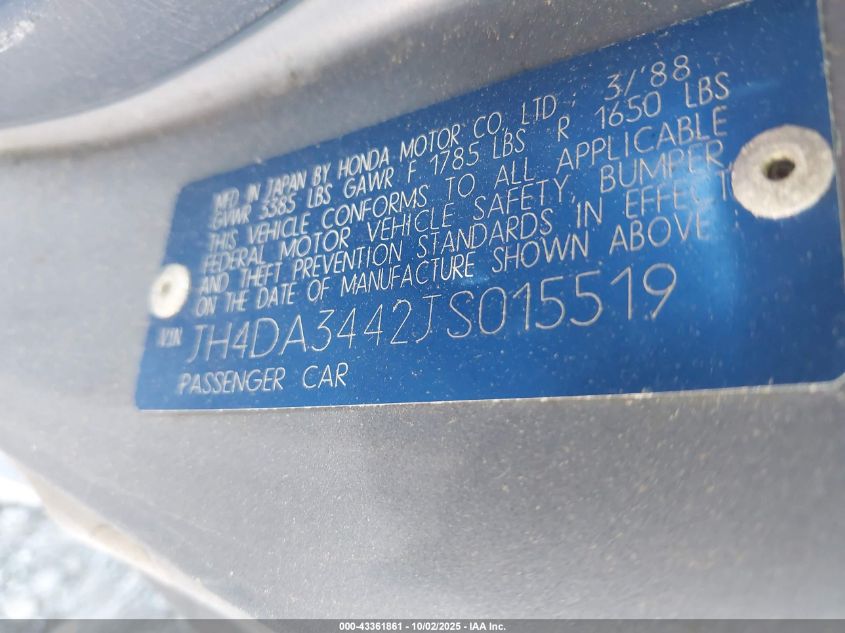 MFD IN JAPAN BY HONDA MOTOR CO, LTD, 3/'88
GVWR 3385 LBS GAWR F 1785 LBS R 1650 LBS
THIS VEHICLE CONFORMS TO ALL APPLICABLE
FEDERAL MOTOR VEHICLE SAFETY, BUMPER,
AND THEFT PREVENTION STANDARDS IN EFFECT
ON THE DATE OF MANUFACTURE SHOWN ABOVE.
VIN JH4DA3442JS015519
PASSENGER CAR
000-43361861 - 10/02/2025 - IAA Inc.